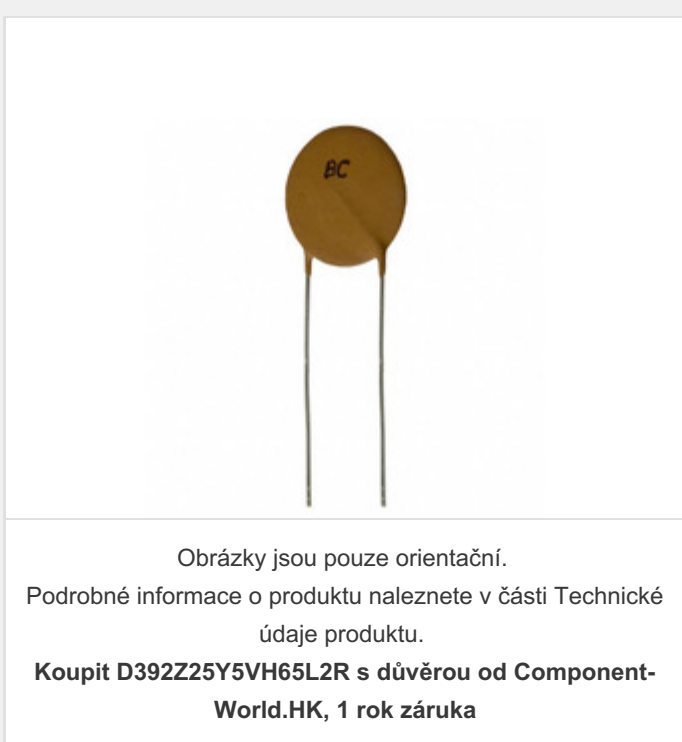 BC
Obrázky jsou pouze orientační.
Podrobné informace o produktu naleznete v části Technické
údaje produktu.
Koupit D392Z25Y5VH65L2R s důvěrou od Component-
World.HK, 1 rok záruka